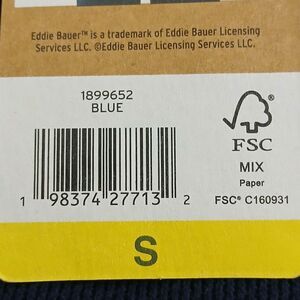 Eddie Bauer™ is a trademark of Eddie Bauer Licensing
Services LLC. ©Eddie Bauer Licensing Services LLC.
1899652
BLUE
FSC
MIX
Paper
FSC® C160931
1 98374 27713 2
S